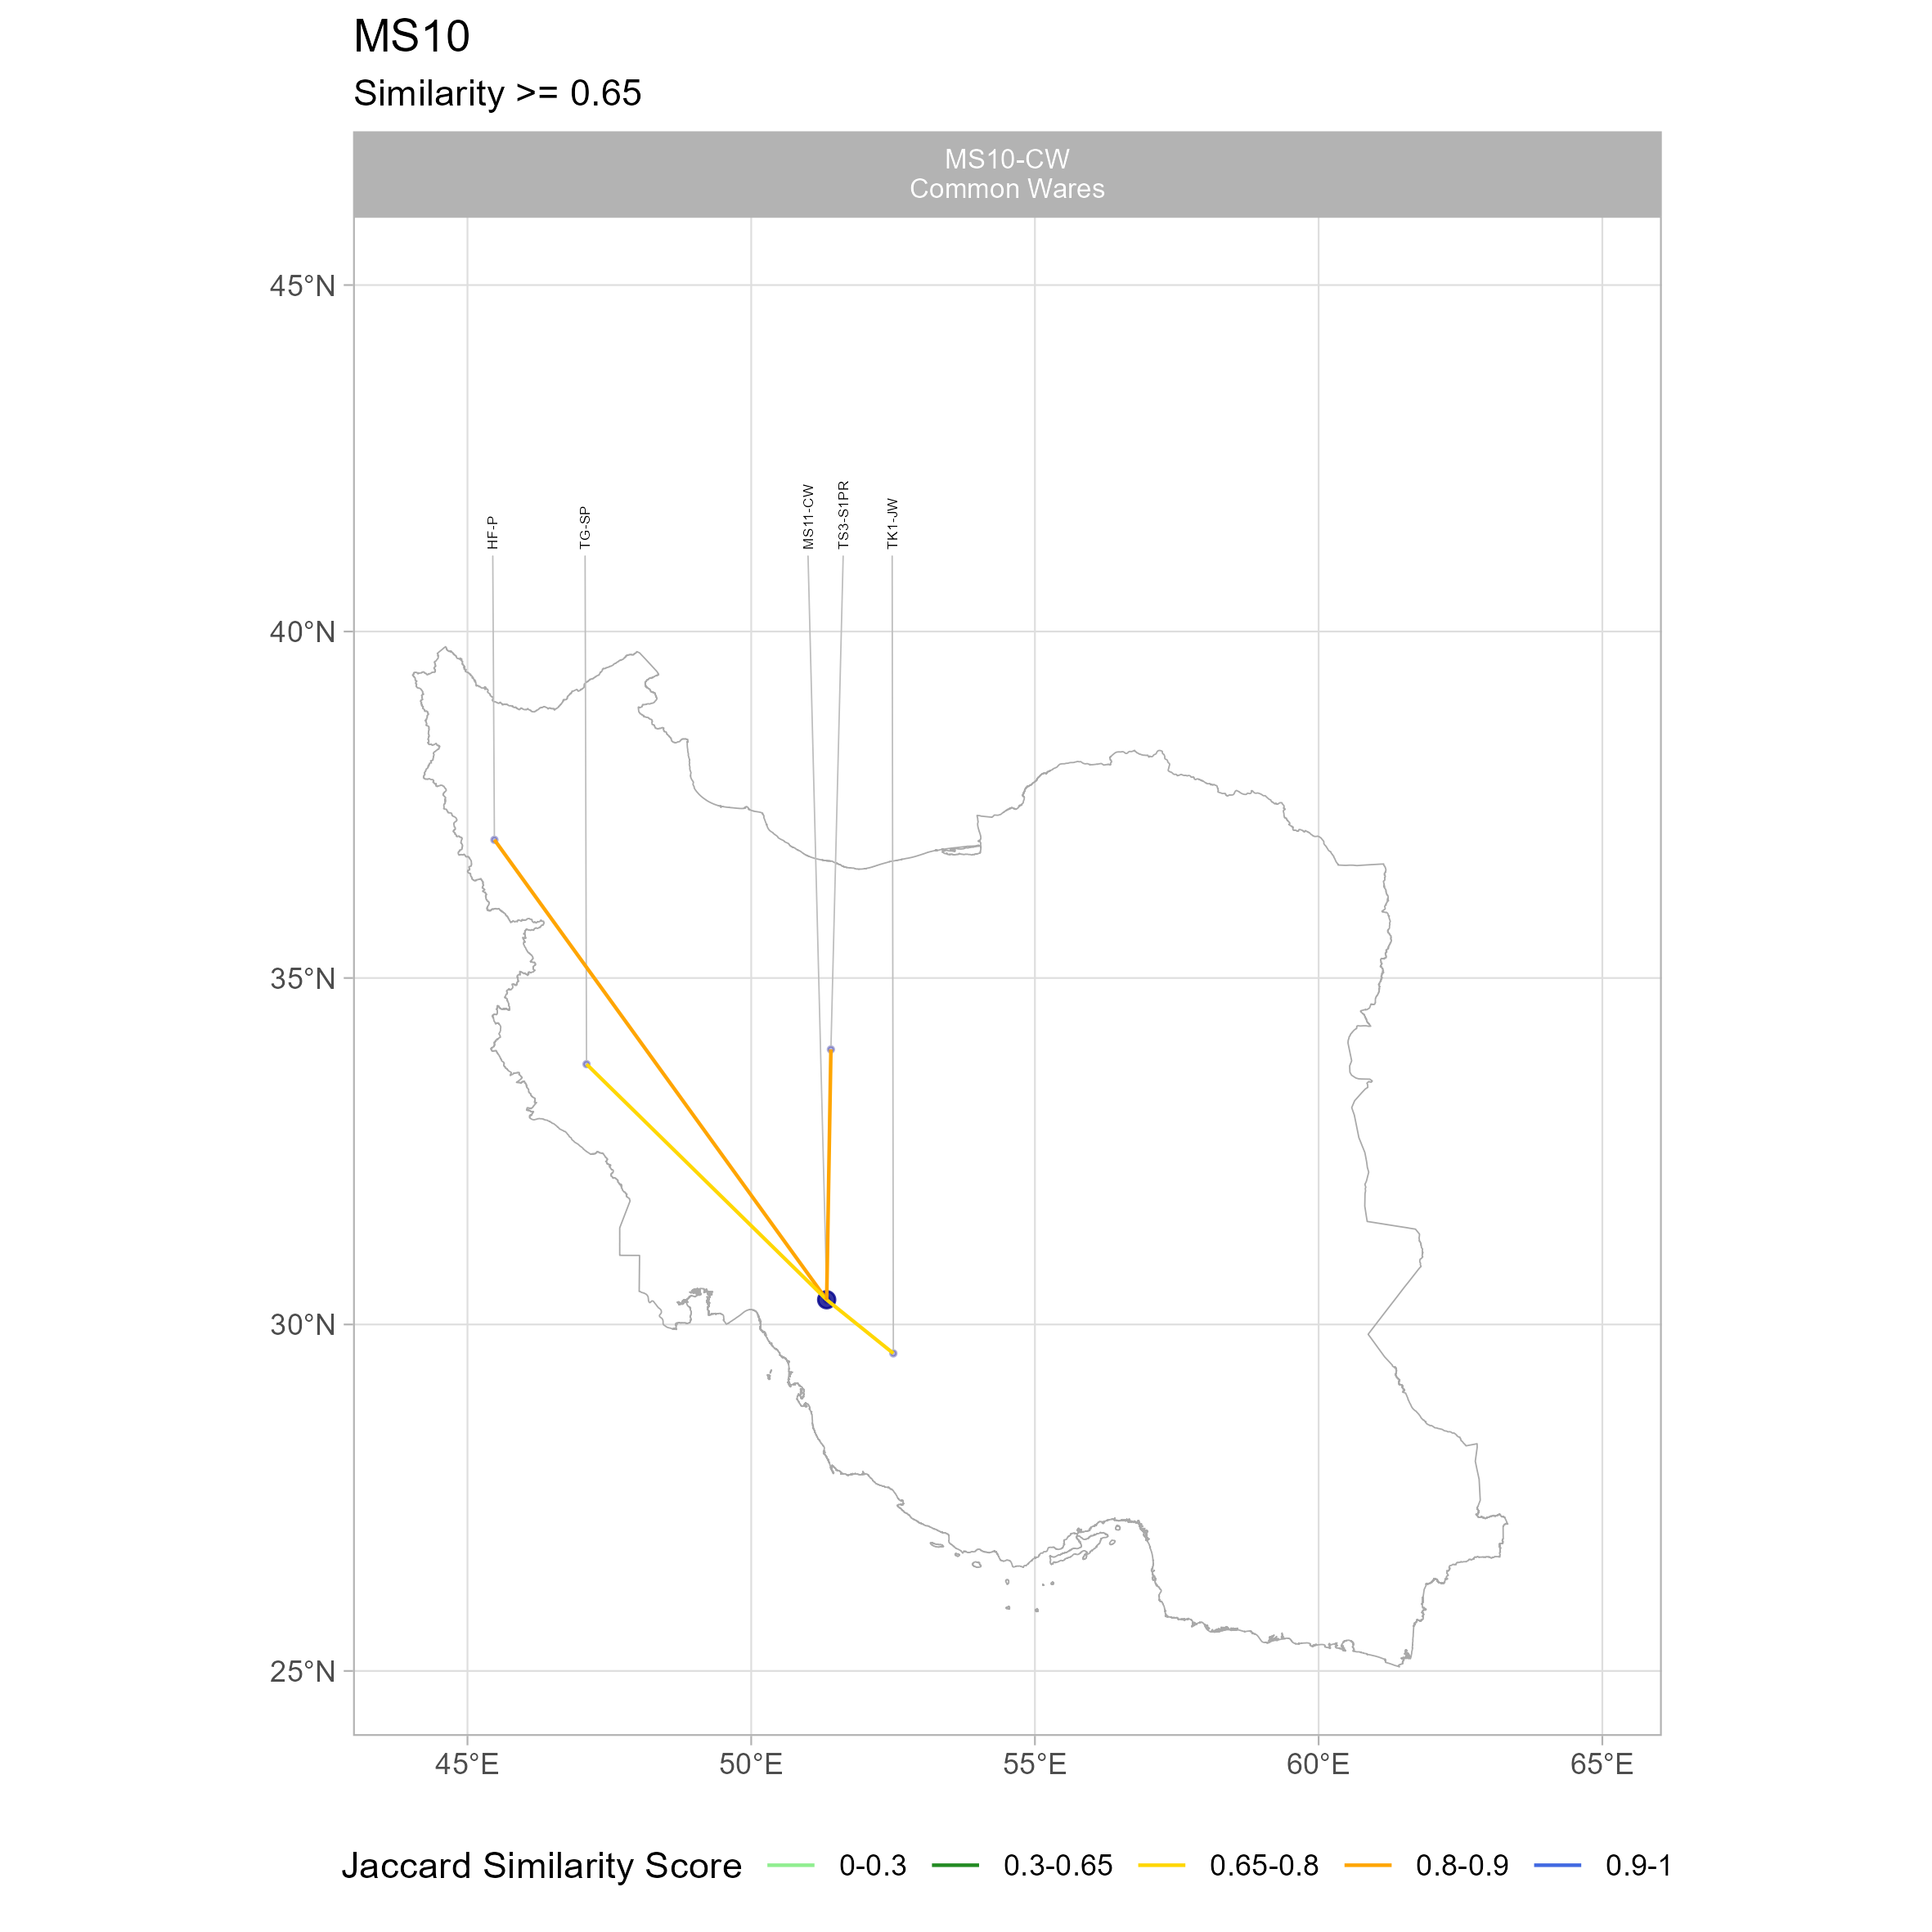 MS10
Similarity >= 0.65
MS10-CW
Common Wares
45°N
40°N
35°N
30°N
25°N
HF-P
TG-SP
MS11-CW
TS3-S1PR
TK1-JW
45°E
50°E
55°E
60°E
65°E
Jaccard Similarity Score
0-0.3
0.3-0.65
0.65-0.8
0.8-0.9
0.9-1